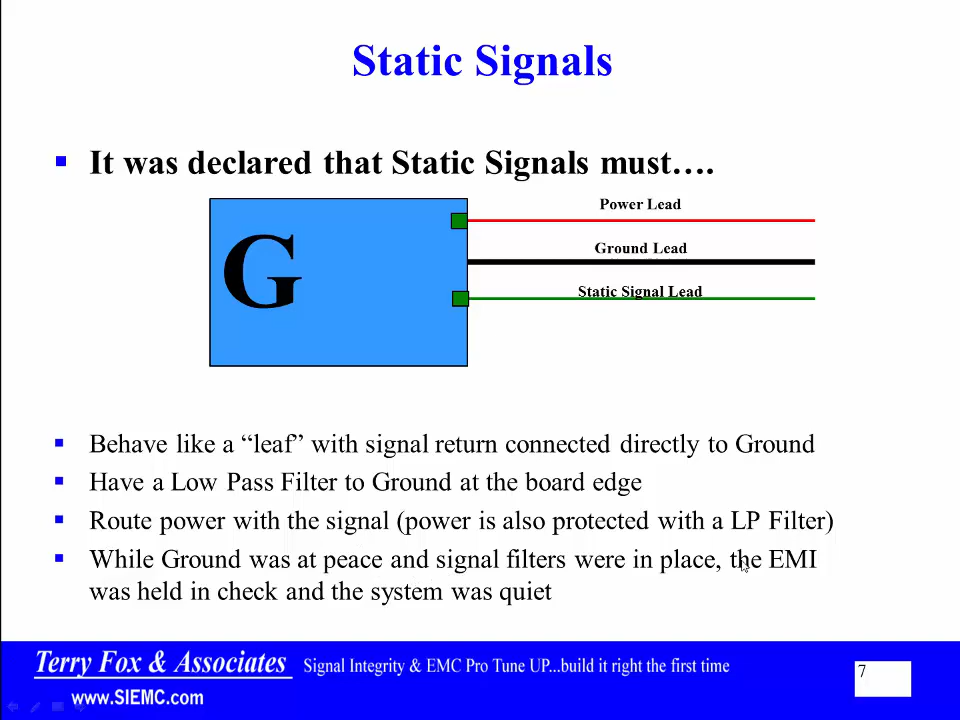 Static Signals
It was declared that Static Signals must….
Power Lead
G
Ground Lead
Static Signal Lead
Behave like a “leaf” with signal return connected directly to Ground
Have a Low Pass Filter to Ground at the board edge
Route power with the signal (power is also protected with a LP Filter)
While Ground was at peace and signal filters were in place, the EMI
was held in check and the system was quiet
Terry Fox & Associates Signal Integrity & EMC Pro Tune UP...build it right the first time
7
www.SIEMC.com